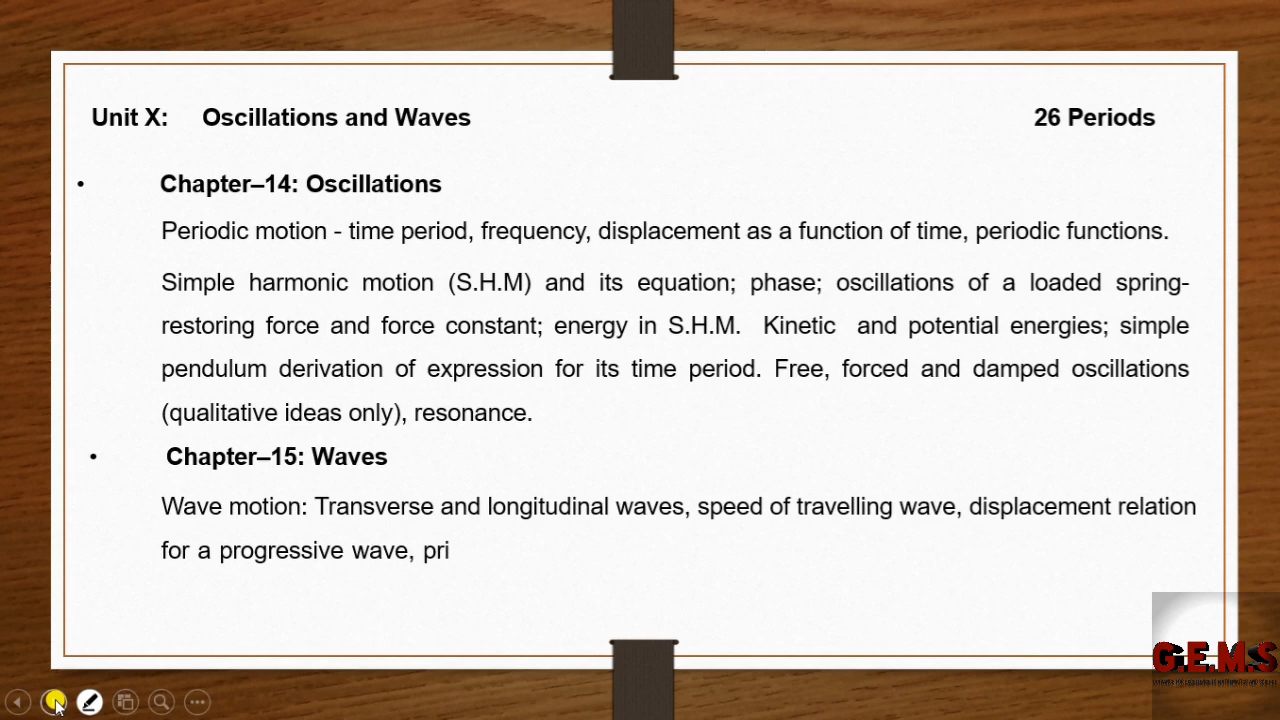 Unit X: Oscillations and Waves 26 Periods
• Chapter–14: Oscillations
Periodic motion - time period, frequency, displacement as a function of time, periodic functions.
Simple harmonic motion (S.H.M) and its equation; phase; oscillations of a loaded spring-
restoring force and force constant; energy in S.H.M. Kinetic and potential energies; simple
pendulum derivation of expression for its time period. Free, forced and damped oscillations
(qualitative ideas only), resonance.
• Chapter–15: Waves
Wave motion: Transverse and longitudinal waves, speed of travelling wave, displacement relation
for a progressive wave, pri
G.E.M.S